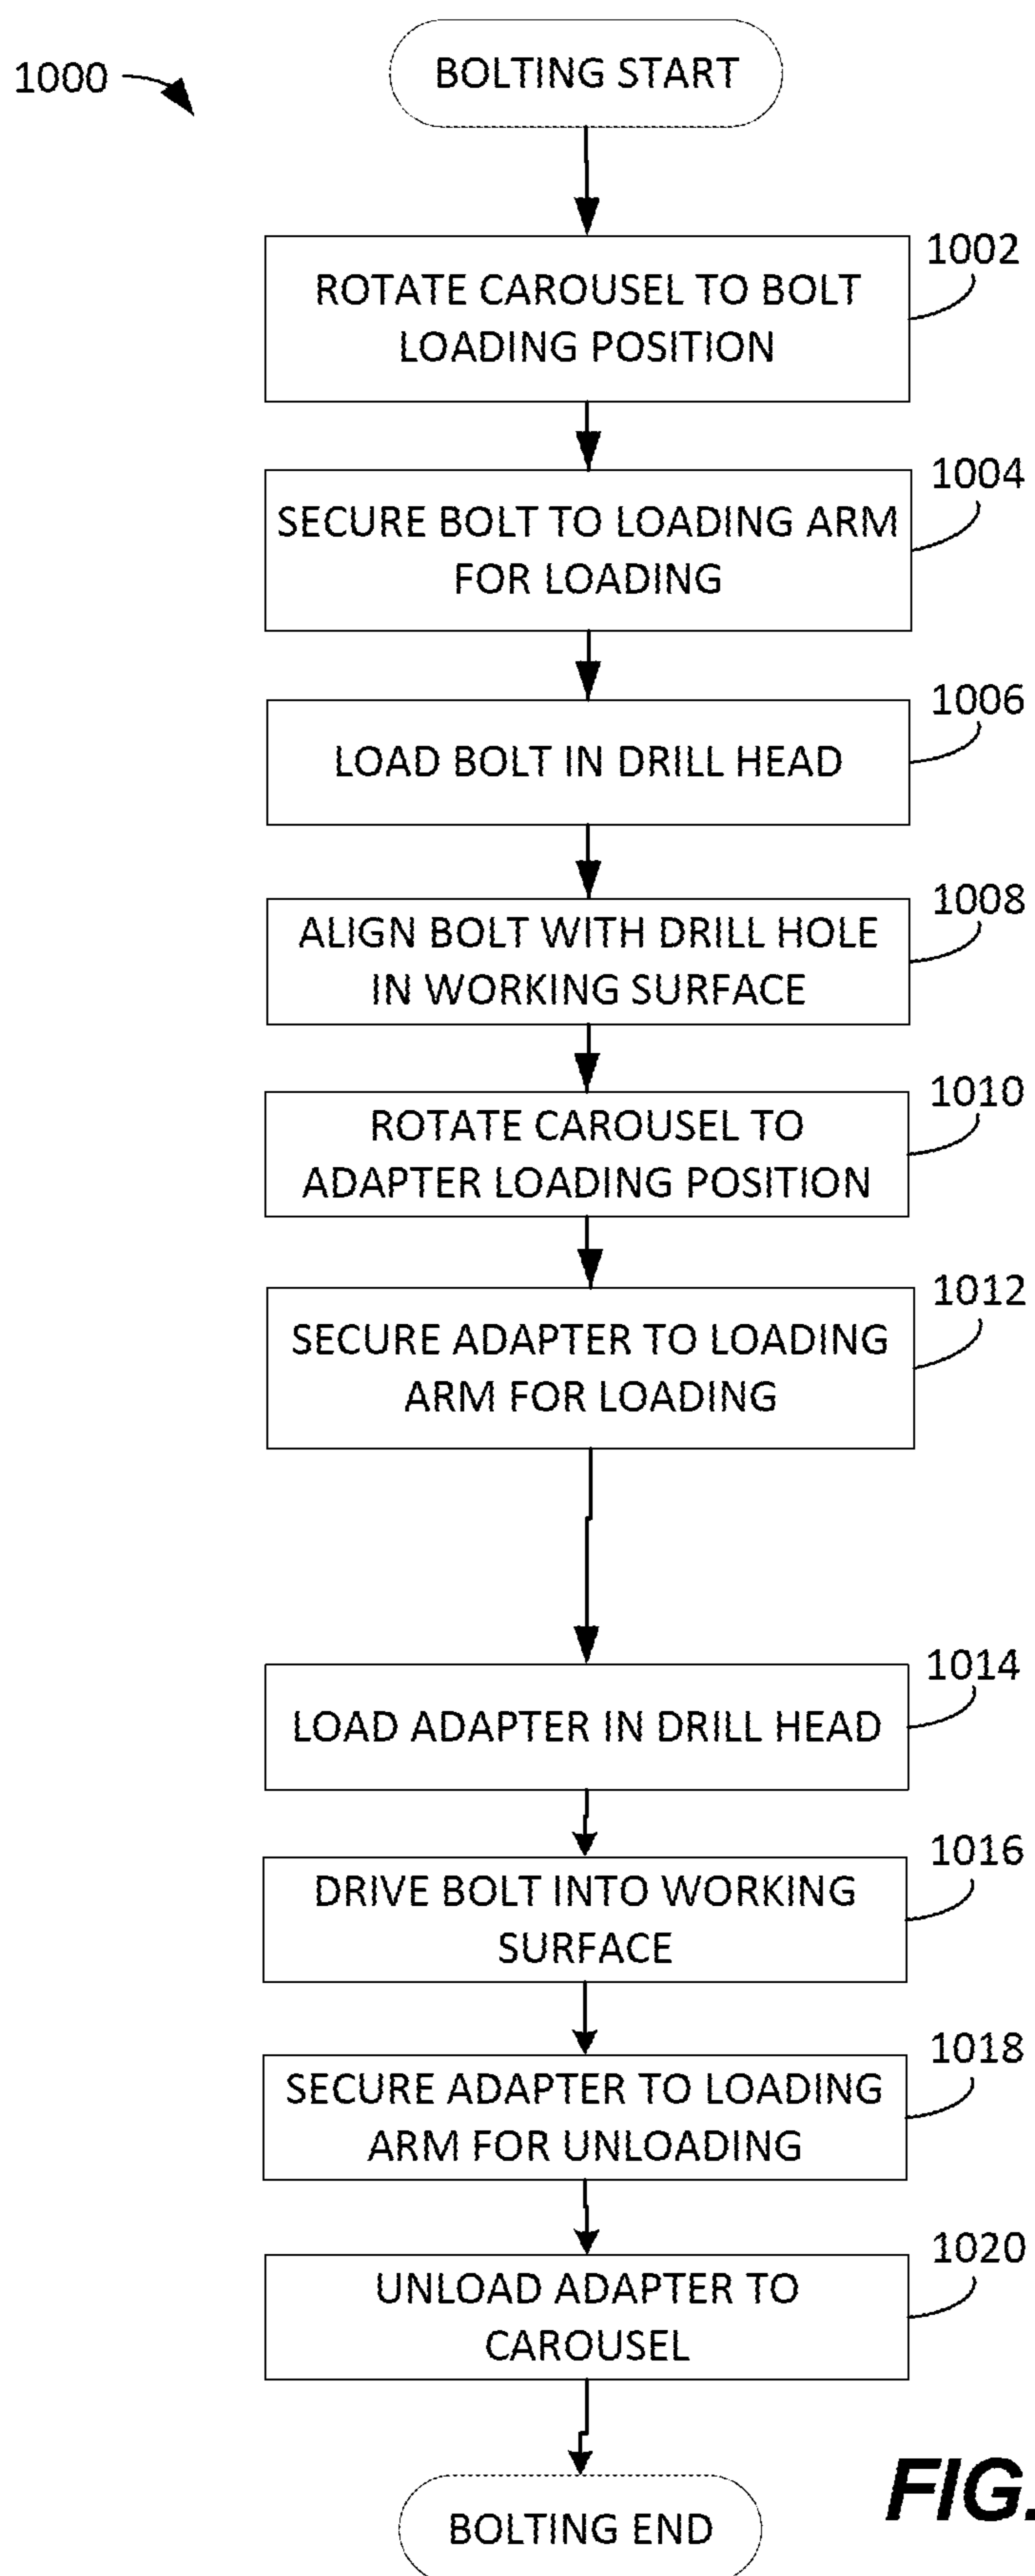 1000
BOLTING START
1002
ROTATE CAROUSEL TO BOLT
LOADING POSITION
1004
SECURE BOLT TO LOADING ARM
FOR LOADING
1006
LOAD BOLT IN DRILL HEAD
1008
ALIGN BOLT WITH DRILL HOLE
IN WORKING SURFACE
1010
ROTATE CAROUSEL TO
ADAPTER LOADING POSITION
1012
SECURE ADAPTER TO LOADING
ARM FOR LOADING
1014
LOAD ADAPTER IN DRILL HEAD
1016
DRIVE BOLT INTO WORKING
SURFACE
1018
SECURE ADAPTER TO LOADING
ARM FOR UNLOADING
1020
UNLOAD ADAPTER TO
CAROUSEL
FIG.
BOLTING END